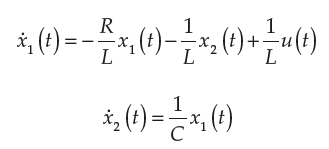 ẋ₁(t) = −(R/L)x₁(t) − (1/L)x₂(t) + (1/L)u(t)
ẋ₂(t) = (1/C)x₁(t)